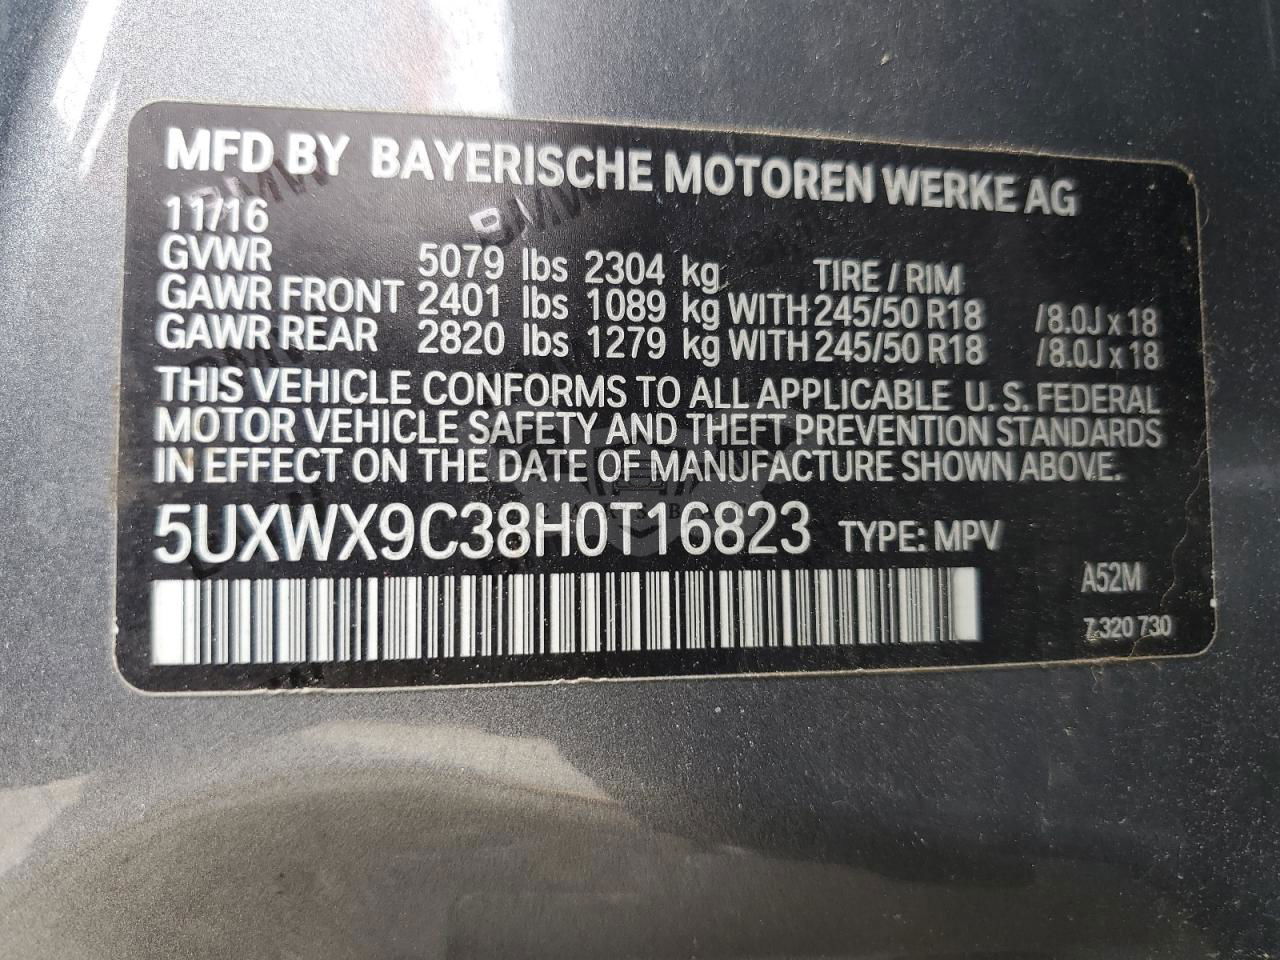 MFD BY BAYERISCHE MOTOREN WERKE AG
11/16
GVWR 5079 lbs 2304 kg TIRE / RIM
GAWR FRONT 2401 lbs 1089 kg WITH 245/50 R18 /8.0J x 18
GAWR REAR 2820 lbs 1279 kg WITH 245/50 R18 /8.0J x 18
THIS VEHICLE CONFORMS TO ALL APPLICABLE U. S. FEDERAL
MOTOR VEHICLE SAFETY AND THEFT PREVENTION STANDARDS
IN EFFECT ON THE DATE OF MANUFACTURE SHOWN ABOVE.
5UXWX9C38H0T16823 TYPE: MPV
A52M
7 320 730